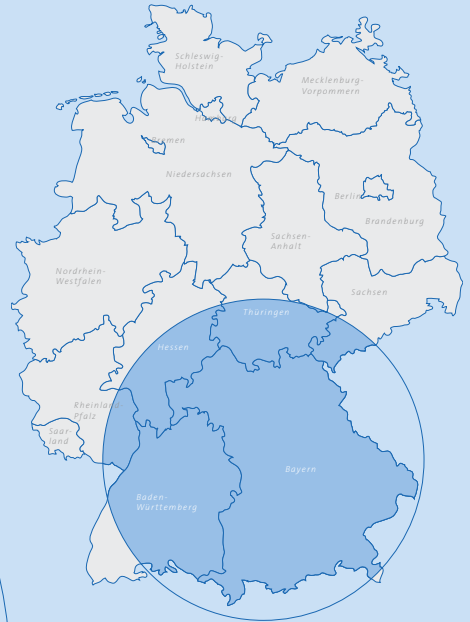 Schleswig-
Holstein
Mecklenburg-
Vorpommern
Hamburg
Bremen
Niedersachsen
Berlin
Brandenburg
Sachsen-
Anhalt
Nordrhein-
Westfalen
Sachsen
Thüringen
Hessen
Rheinland-
Pfalz
Saar-
land
Bayern
Baden-
Württemberg